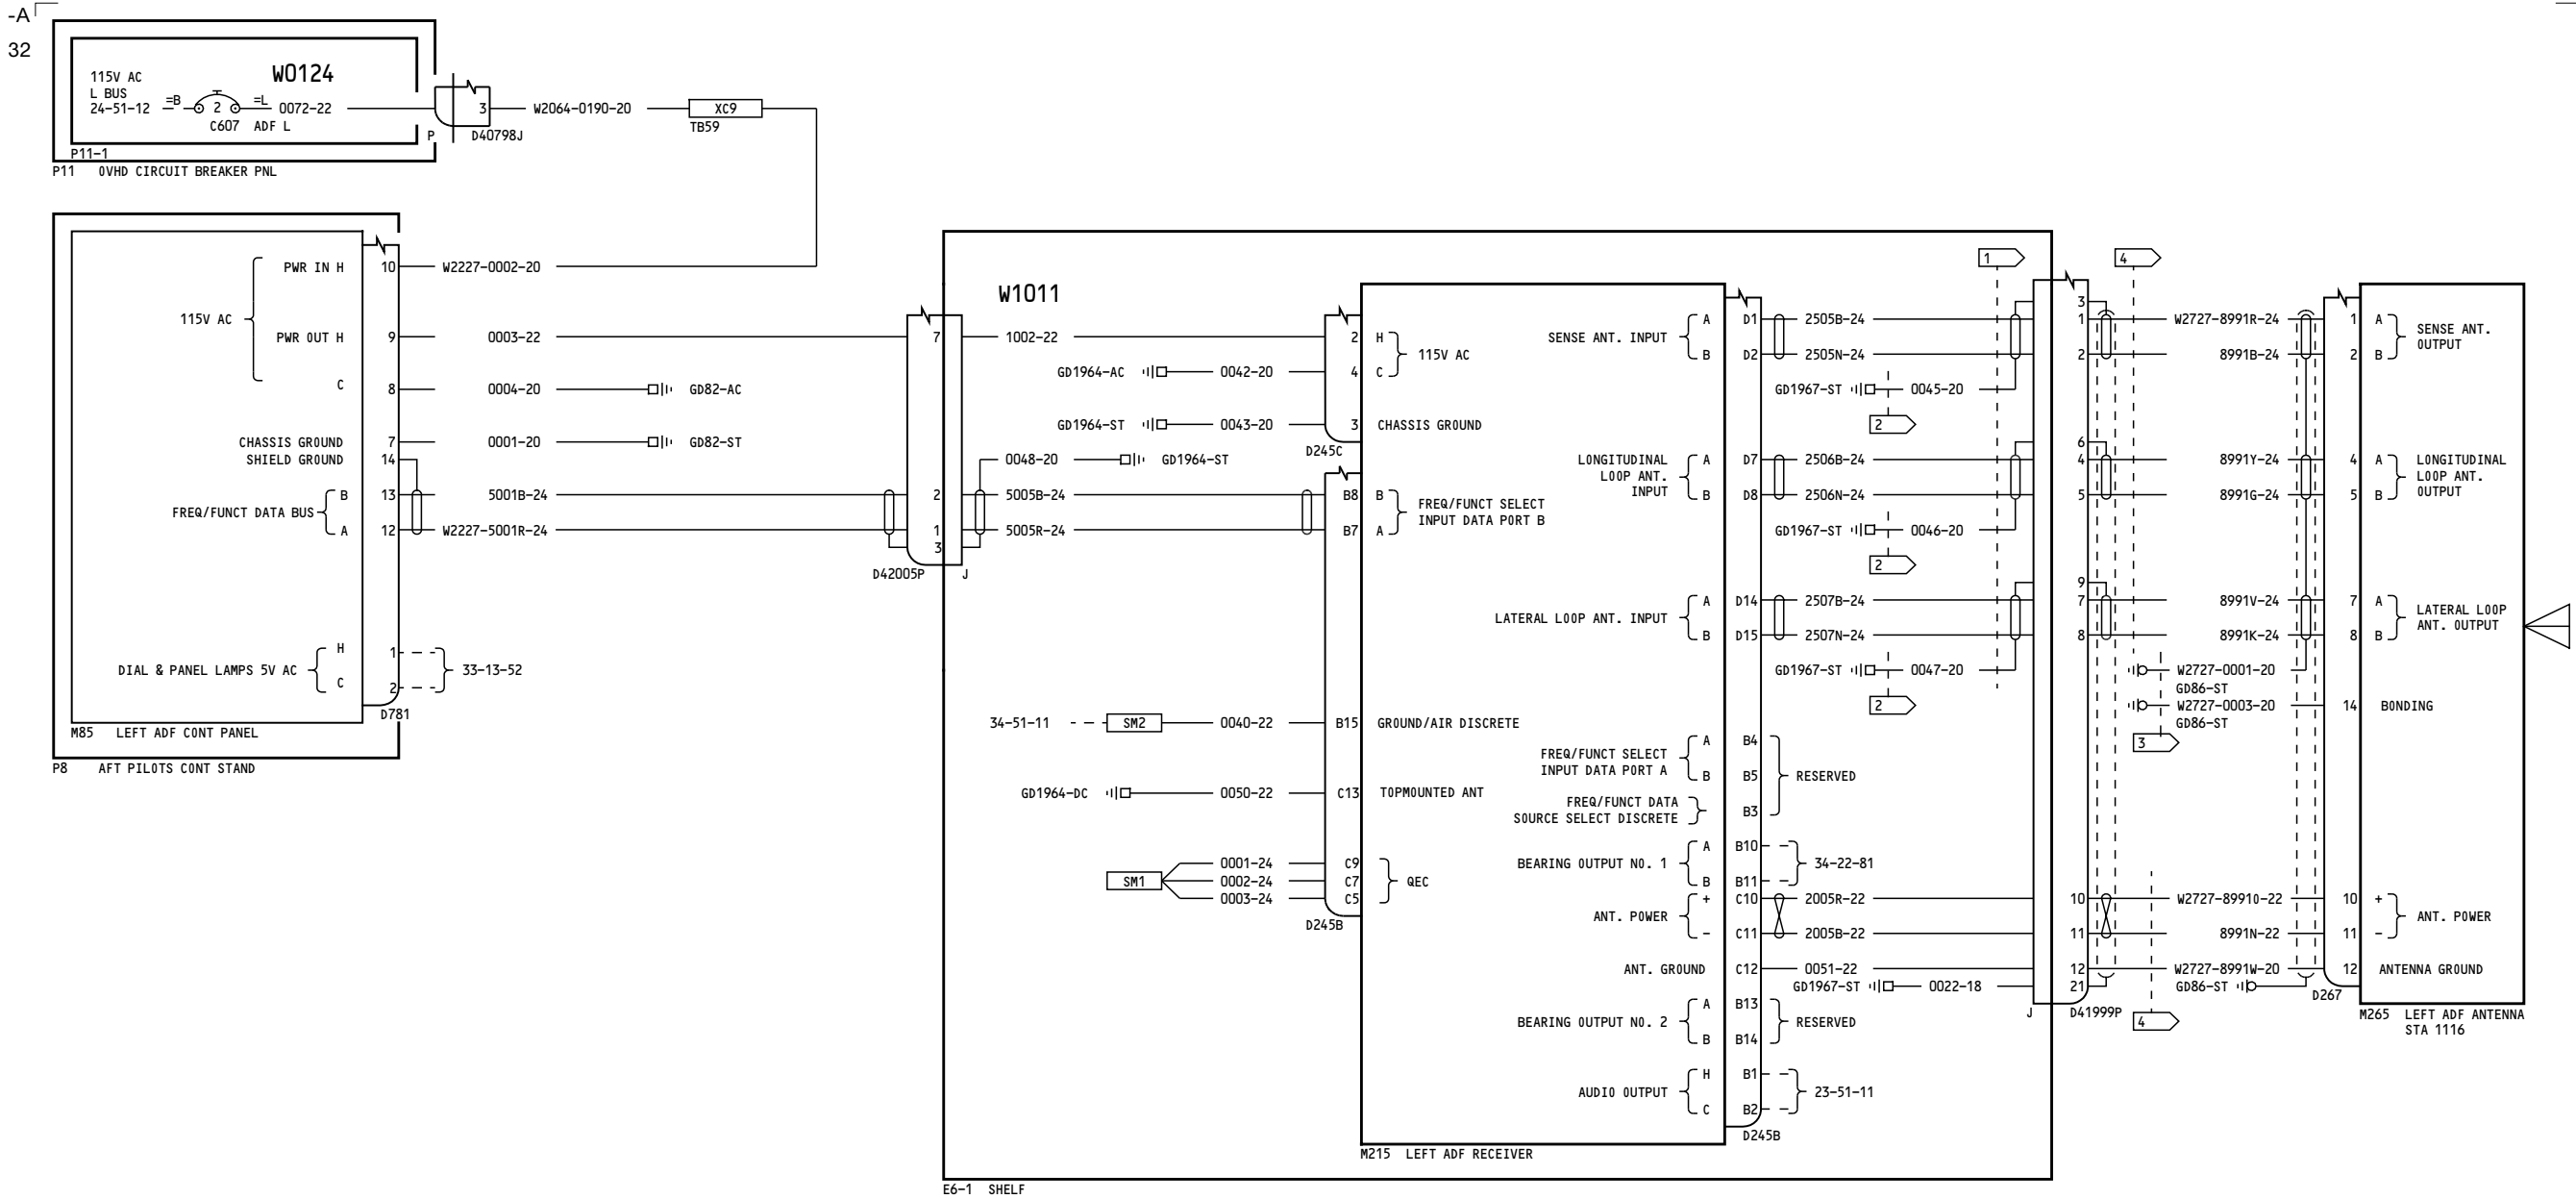 -A
32
115V AC
L BUS
24-51-12
=B
2
=L
0072-22
W0124
C607 ADF L
P11-1
P11 OVHD CIRCUIT BREAKER PNL
P
3
D40798J
W2064-0190-20
XC9
TB59
115V AC
PWR IN H
10
W2227-0002-20
PWR OUT H
9
0003-22
C
8
0004-20
GD82-AC
CHASSIS GROUND
7
0001-20
GD82-ST
SHIELD GROUND
14
FREQ/FUNCT DATA BUS
B
13
5001B-24
A
12
W2227-5001R-24
DIAL & PANEL LAMPS 5V AC
H
1
C
2
33-13-52
D781
M85 LEFT ADF CONT PANEL
P8 AFT PILOTS CONT STAND
7
2
1
3
D42005P
J
W1011
1002-22
2
H
GD1964-AC
0042-20
4
C
115V AC
GD1964-ST
0043-20
3
CHASSIS GROUND
D245C
0048-20
GD1964-ST
5005B-24
B8
B
5005R-24
B7
A
FREQ/FUNCT SELECT
INPUT DATA PORT B
34-51-11
SM2
0040-22
B15
GROUND/AIR DISCRETE
GD1964-DC
0050-22
C13
TOPMOUNTED ANT
SM1
0001-24
C9
0002-24
C7
0003-24
C5
QEC
D245B
SENSE ANT. INPUT
A
D1
2505B-24
B
D2
2505N-24
GD1967-ST
0045-20
2
LONGITUDINAL
LOOP ANT.
INPUT
A
D7
2506B-24
B
D8
2506N-24
GD1967-ST
0046-20
2
LATERAL LOOP ANT. INPUT
A
D14
2507B-24
B
D15
2507N-24
GD1967-ST
0047-20
2
FREQ/FUNCT SELECT
INPUT DATA PORT A
A
B4
B
B5
FREQ/FUNCT DATA
SOURCE SELECT DISCRETE
B3
RESERVED
BEARING OUTPUT NO. 1
A
B10
B
B11
34-22-81
ANT. POWER
+
C10
2005R-22
-
C11
2005B-22
ANT. GROUND
C12
0051-22
GD1967-ST
0022-18
BEARING OUTPUT NO. 2
A
B13
B
B14
RESERVED
AUDIO OUTPUT
H
B1
C
B2
23-51-11
D245B
M215 LEFT ADF RECEIVER
E6-1 SHELF
1
4
3
1
2
6
4
5
9
7
8
10
11
12
21
J
D41999P
W2727-8991R-24
1
A
8991B-24
2
B
SENSE ANT.
OUTPUT
8991Y-24
4
A
8991G-24
5
B
LONGITUDINAL
LOOP ANT.
OUTPUT
8991V-24
7
A
8991K-24
8
B
LATERAL LOOP
ANT. OUTPUT
W2727-0001-20
GD86-ST
W2727-0003-20
GD86-ST
14
BONDING
3
W2727-8991O-22
10
+
8991N-22
11
-
ANT. POWER
W2727-8991W-20
12
ANTENNA GROUND
GD86-ST
4
D267
M265 LEFT ADF ANTENNA
STA 1116